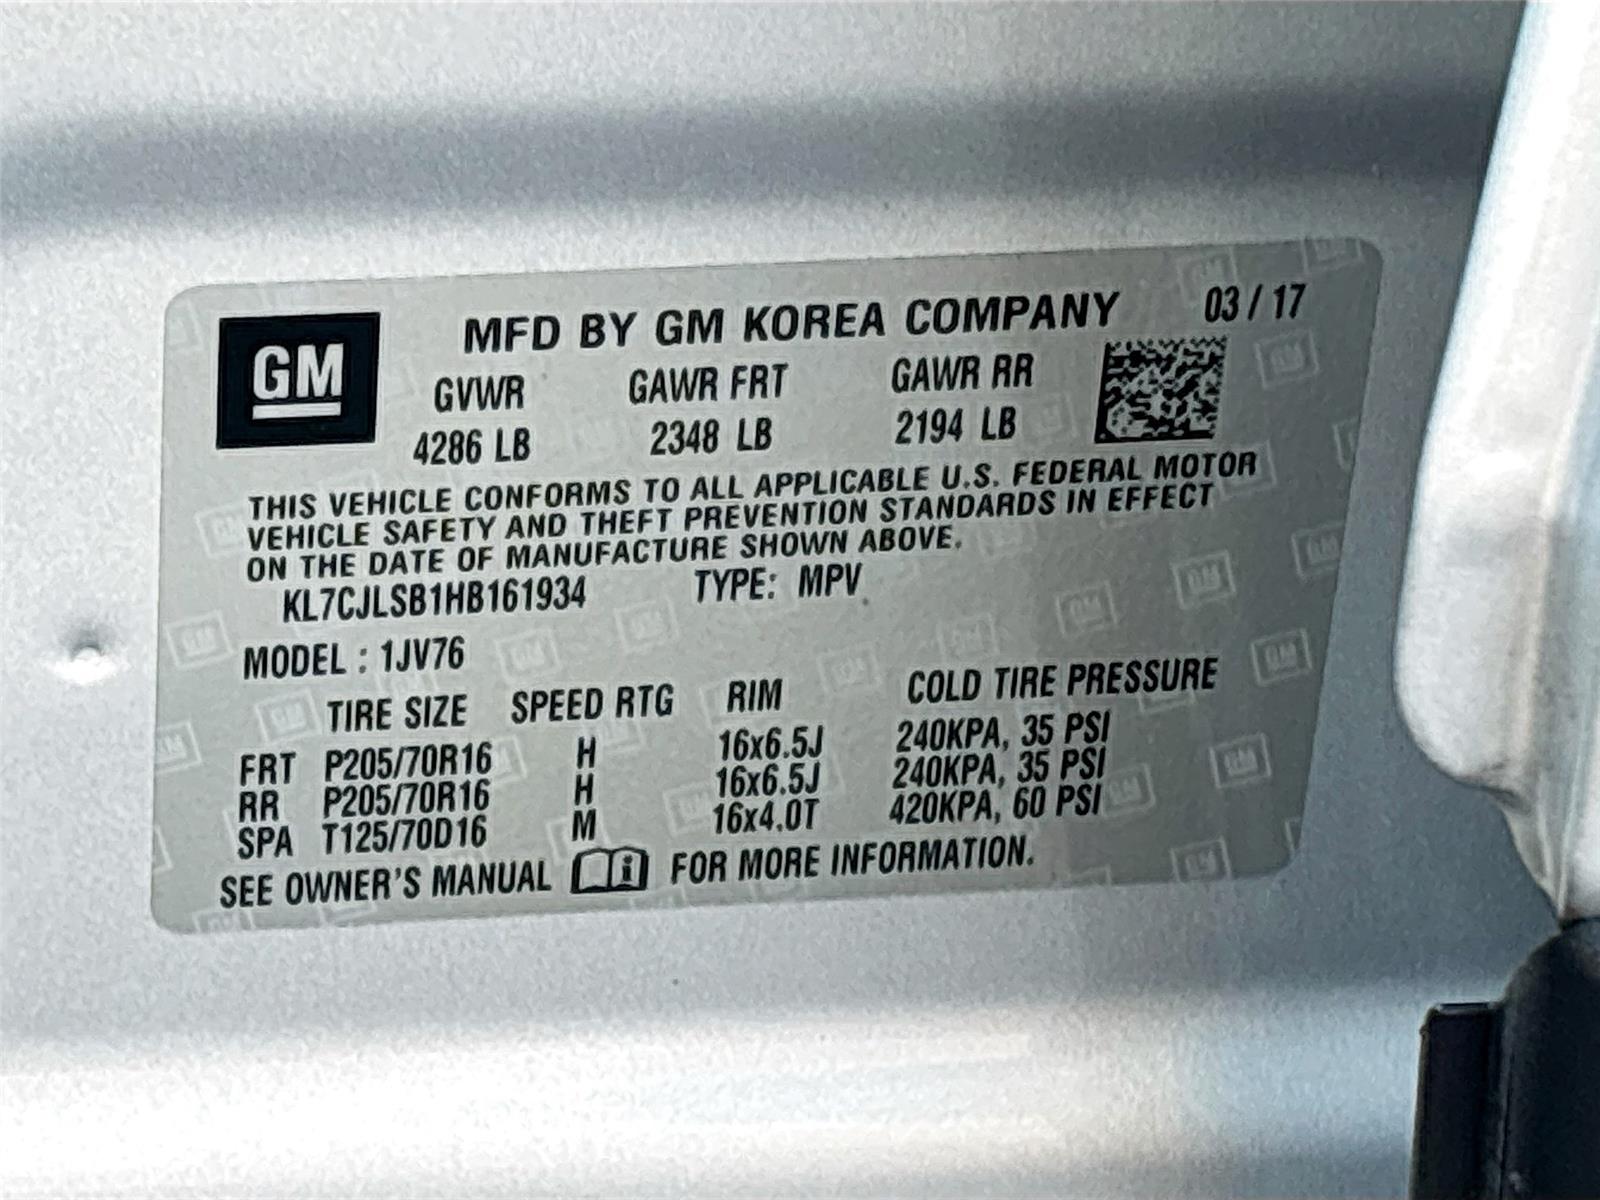 GM
MFD BY GM KOREA COMPANY 03 / 17
GVWR GAWR FRT GAWR RR
4286 LB 2348 LB 2194 LB
THIS VEHICLE CONFORMS TO ALL APPLICABLE U.S. FEDERAL MOTOR
VEHICLE SAFETY AND THEFT PREVENTION STANDARDS IN EFFECT
ON THE DATE OF MANUFACTURE SHOWN ABOVE.
KL7CJLSB1HB161934 TYPE: MPV
MODEL : 1JV76
TIRE SIZE SPEED RTG RIM COLD TIRE PRESSURE
FRT P205/70R16 H 16x6.5J 240KPA, 35 PSI
RR P205/70R16 H 16x6.5J 240KPA, 35 PSI
SPA T125/70D16 M 16x4.0T 420KPA, 60 PSI
SEE OWNER'S MANUAL i FOR MORE INFORMATION.